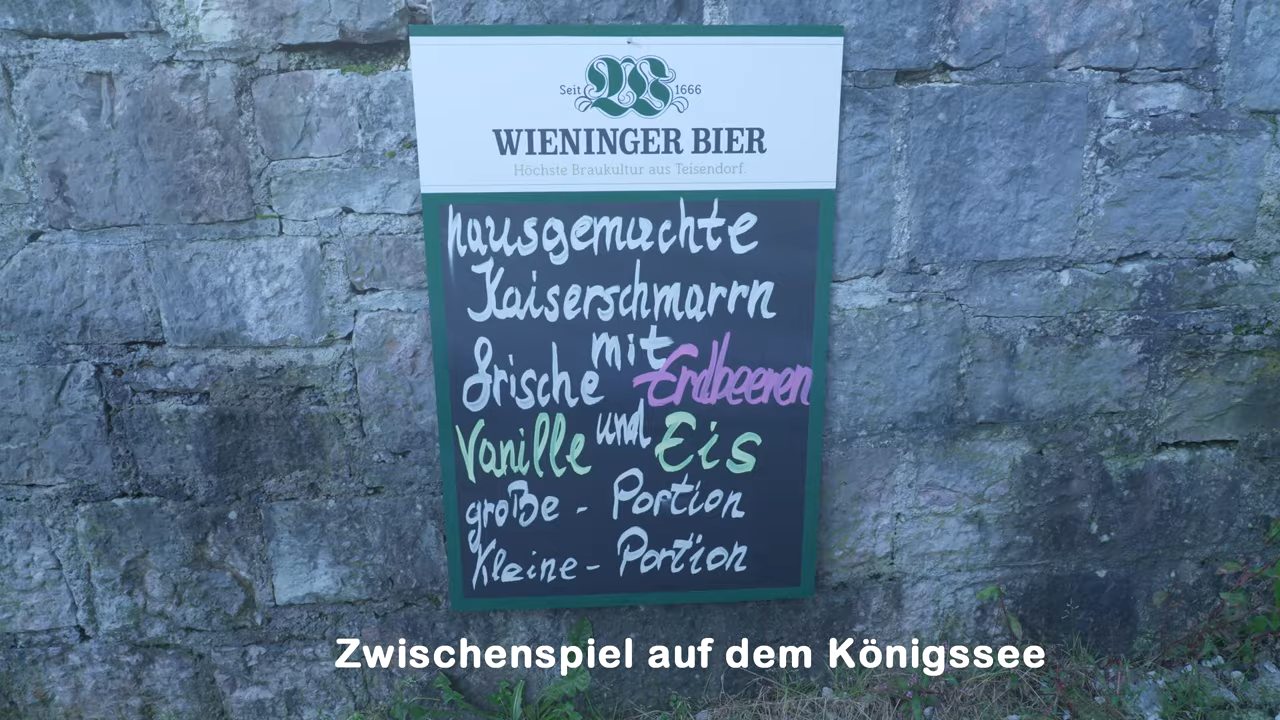 Seit 1666
WIENINGER BIER
Höchste Braukultur aus Teisendorf.
hausgemachte
Kaiserschmarrn
mit
frische Erdbeeren
und
Vanille Eis
große - Portion
Kleine - Portion
Zwischenspiel auf dem Königssee